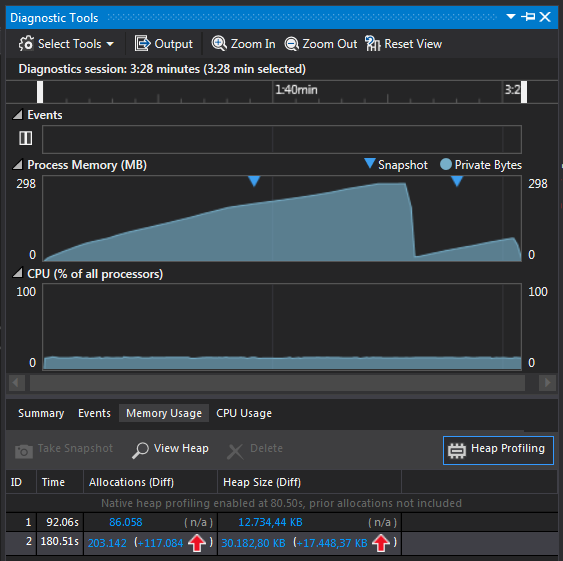 Diagnostic Tools
Select Tools Output Zoom In Zoom Out Reset View
Diagnostics session: 3:28 minutes (3:28 min selected)
1:40min 3:2
Events
Process Memory (MB) Snapshot Private Bytes
298 298
0 0
CPU (% of all processors)
100 100
0 0
Summary Events Memory Usage CPU Usage
Take Snapshot View Heap Delete Heap Profiling
ID Time Allocations (Diff) Heap Size (Diff)
Native heap profiling enabled at 80.50s, prior allocations not included
1 92.06s 86.058 (n/a) 12.734,44 KB (n/a)
2 180.51s 203.142 (+117.084 ) 30.182,80 KB (+17.448,37 KB )